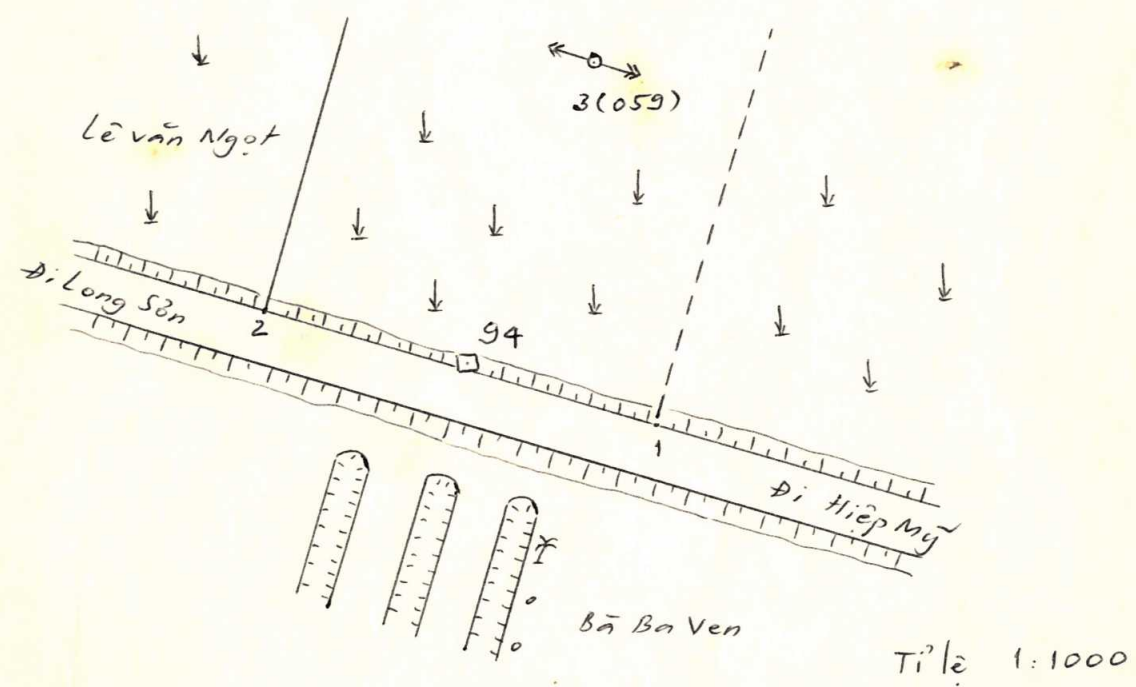 3(059)
Lê văn Ngọt
Đi Long Sơn
2
94
1
Đi Hiệp Mỹ
Bà Ba Ven
Tỉ lệ 1:1000